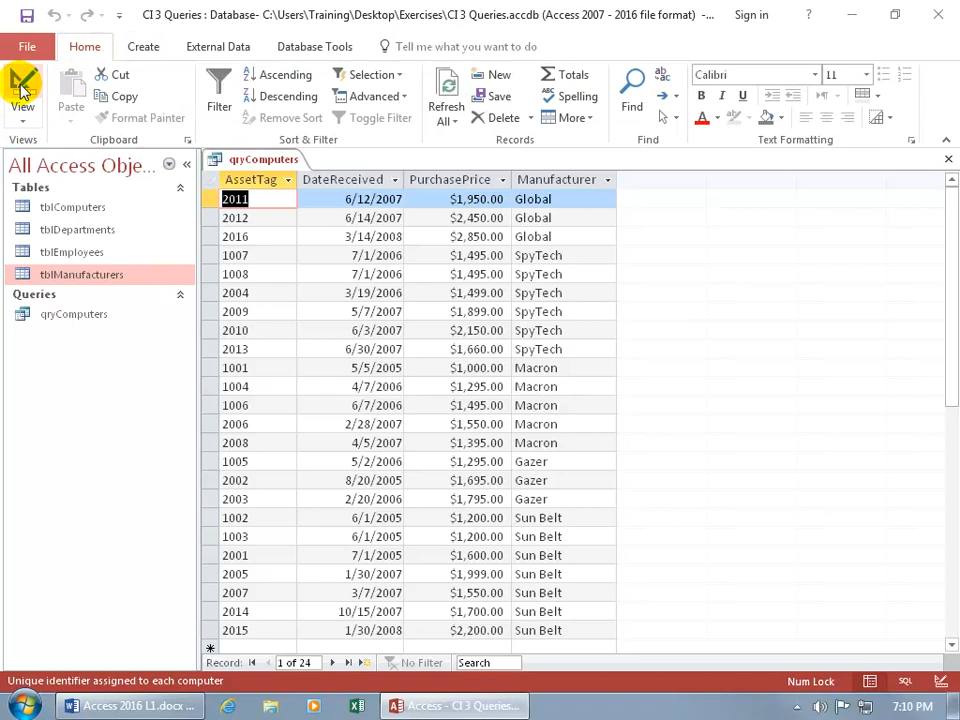 CI 3 Queries : Database- C:\Users\Training\Desktop\Exercises\CI 3 Queries.accdb (Access 2007 - 2016 file format) -... Sign in ?
File Home Create External Data Database Tools Tell me what you want to do
View
Views
Paste
Cut
Copy
Format Painter
Clipboard
Filter
Ascending
Descending
Remove Sort
Selection
Advanced
Toggle Filter
Sort & Filter
Refresh
All
New
Save
Delete
Totals
Spelling
More
Records
Find
Find
Calibri 11
B I U
A
Text Formatting
All Access Obje...
Tables
tblComputers
tblDepartments
tblEmployees
tblManufacturers
Queries
qryComputers
qryComputers
AssetTag DateReceived PurchasePrice Manufacturer
2011 6/12/2007 $1,950.00 Global
2012 6/14/2007 $2,450.00 Global
2016 3/14/2008 $2,850.00 Global
1007 7/1/2006 $1,495.00 SpyTech
1008 7/1/2006 $1,495.00 SpyTech
2004 3/19/2006 $1,499.00 SpyTech
2009 5/7/2007 $1,899.00 SpyTech
2010 6/3/2007 $2,150.00 SpyTech
2013 6/30/2007 $1,660.00 SpyTech
1001 5/5/2005 $1,000.00 Macron
1004 4/7/2006 $1,295.00 Macron
1006 6/7/2006 $1,495.00 Macron
2006 2/28/2007 $1,550.00 Macron
2008 4/5/2007 $1,395.00 Macron
1005 5/2/2006 $1,295.00 Gazer
2002 8/20/2005 $1,695.00 Gazer
2003 2/20/2006 $1,795.00 Gazer
1002 6/1/2005 $1,200.00 Sun Belt
1003 6/1/2005 $1,200.00 Sun Belt
2001 7/1/2005 $1,600.00 Sun Belt
2005 1/30/2007 $1,999.00 Sun Belt
2007 3/7/2007 $1,550.00 Sun Belt
2014 10/15/2007 $1,700.00 Sun Belt
2015 1/30/2008 $2,200.00 Sun Belt
Record: 1 of 24 No Filter Search
Unique identifier assigned to each computer Num Lock SQL
Access 2016 L1.docx ... Access - CI 3 Queries... 7:10 PM